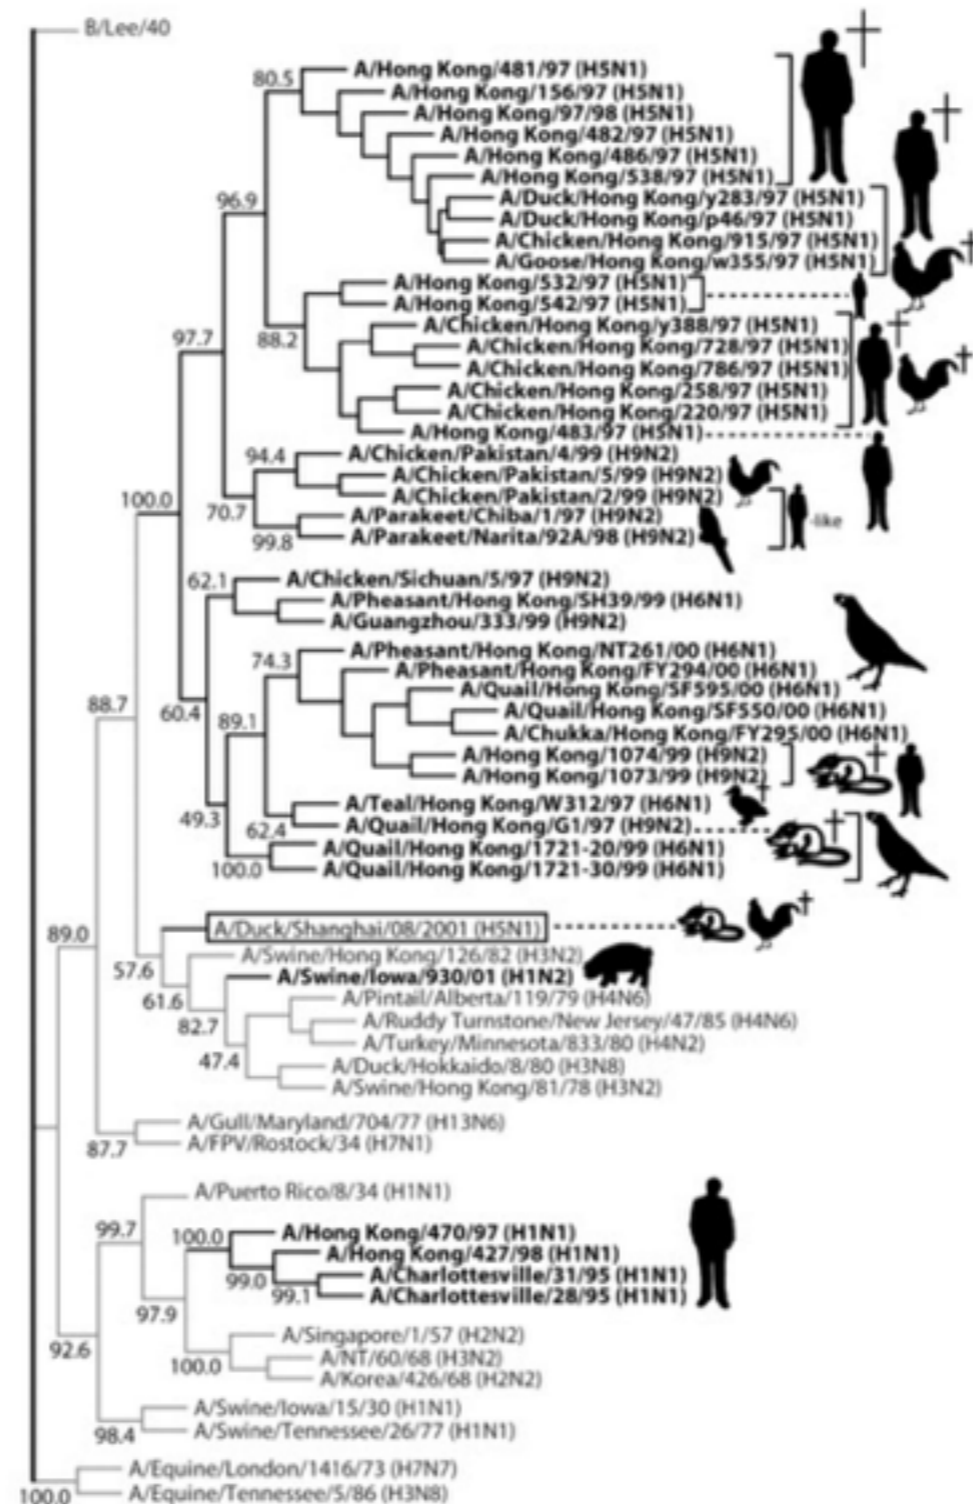 B/Lee/40
A/Hong Kong/481/97 (H5N1)
80.5
A/Hong Kong/156/97 (H5N1)
A/Hong Kong/97/98 (H5N1)
A/Hong Kong/482/97 (H5N1)
A/Hong Kong/486/97 (H5N1)
A/Hong Kong/538/97 (H5N1)
96.9
A/Duck/Hong Kong/y283/97 (H5N1)
A/Duck/Hong Kong/p46/97 (H5N1)
A/Chicken/Hong Kong/915/97 (H5N1)
A/Goose/Hong Kong/w355/97 (H5N1)
A/Hong Kong/532/97 (H5N1)
A/Hong Kong/542/97 (H5N1)
A/Chicken/Hong Kong/y388/97 (H5N1)
97.7
88.2
A/Chicken/Hong Kong/728/97 (H5N1)
A/Chicken/Hong Kong/786/97 (H5N1)
A/Chicken/Hong Kong/258/97 (H5N1)
A/Chicken/Hong Kong/220/97 (H5N1)
A/Hong Kong/483/97 (H5N1)
94.4
A/Chicken/Pakistan/4/99 (H9N2)
A/Chicken/Pakistan/5/99 (H9N2)
A/Chicken/Pakistan/2/99 (H9N2)
100.0
70.7
A/Parakeet/Chiba/1/97 (H9N2)
-like
99.8
A/Parakeet/Narita/92A/98 (H9N2)
62.1
A/Chicken/Sichuan/5/97 (H9N2)
A/Pheasant/Hong Kong/SH39/99 (H6N1)
A/Guangzhou/333/99 (H9N2)
74.3
A/Pheasant/Hong Kong/NT261/00 (H6N1)
A/Pheasant/Hong Kong/FY294/00 (H6N1)
A/Quail/Hong Kong/SF595/00 (H6N1)
88.7
60.4
89.1
A/Quail/Hong Kong/SF550/00 (H6N1)
A/Chukka/Hong Kong/FY295/00 (H6N1)
A/Hong Kong/1074/99 (H9N2)
A/Hong Kong/1073/99 (H9N2)
A/Teal/Hong Kong/W312/97 (H6N1)
49.3
62.4
A/Quail/Hong Kong/G1/97 (H9N2)
A/Quail/Hong Kong/1721-20/99 (H6N1)
100.0
A/Quail/Hong Kong/1721-30/99 (H6N1)
89.0
A/Duck/Shanghai/08/2001 (H5N1)
A/Swine/Hong Kong/126/82 (H3N2)
57.6
A/Swine/Iowa/930/01 (H1N2)
61.6
A/Pintail/Alberta/119/79 (H4N6)
82.7
A/Ruddy Turnstone/New Jersey/47/85 (H4N6)
A/Turkey/Minnesota/833/80 (H4N2)
47.4
A/Duck/Hokkaido/8/80 (H3N8)
A/Swine/Hong Kong/81/78 (H3N2)
A/Gull/Maryland/704/77 (H13N6)
87.7
A/FPV/Rostock/34 (H7N1)
A/Puerto Rico/8/34 (H1N1)
99.7
100.0
A/Hong Kong/470/97 (H1N1)
A/Hong Kong/427/98 (H1N1)
99.0
A/Charlottesville/31/95 (H1N1)
99.1
A/Charlottesville/28/95 (H1N1)
97.9
A/Singapore/1/57 (H2N2)
92.6
100.0
A/NT/60/68 (H3N2)
A/Korea/426/68 (H2N2)
A/Swine/Iowa/15/30 (H1N1)
98.4
A/Swine/Tennessee/26/77 (H1N1)
A/Equine/London/1416/73 (H7N7)
100.0
A/Equine/Tennessee/5/86 (H3N8)